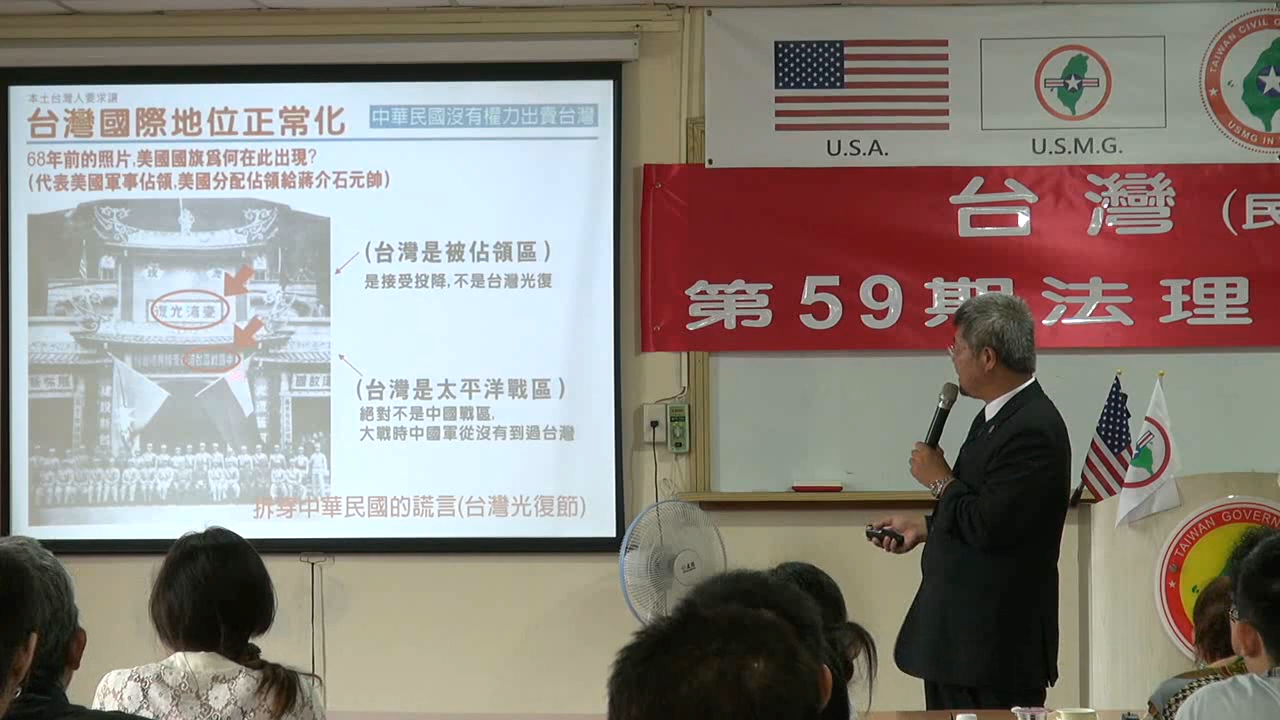 本土台灣人要求讓
台灣國際地位正常化
中華民國沒有權力出賣台灣
68年前的照片,美國國旗爲何在此出現?
(代表美國軍事佔領,美國分配佔領給蔣介石元帥)
(台灣是被佔領區)
是接受投降,不是台灣光復
(台灣是太平洋戰區)
絕對不是中國戰區,
大戰時中國軍從沒有到過台灣
拆穿中華民國的謊言(台灣光復節)
U.S.A.
U.S.M.G.
TAIWAN CIVIL G
USMG IN
台灣(民
第59期法理
TAIWAN GOVERN